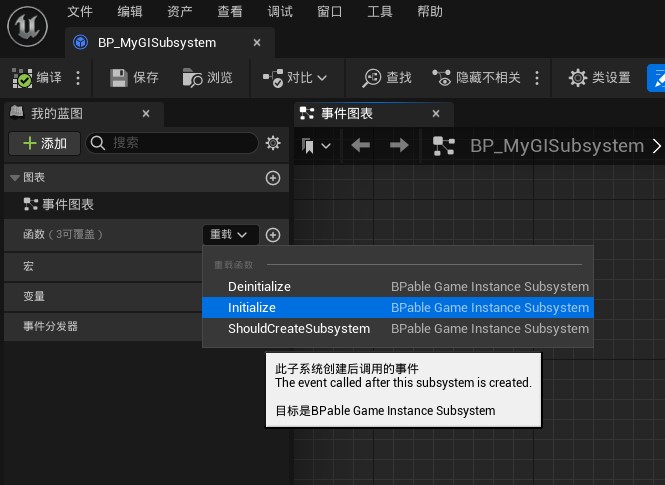 文件 编辑 资产 查看 调试 窗口 工具 帮助
BP_MyGISubsystem
编译 保存 浏览 对比 查找 隐藏不相关 类设置
我的蓝图 事件图表
添加 搜索 BP_MyGISubsystem
图表
事件图表
函数（3可覆盖） 重载
重载函数
宏
Deinitialize BPable Game Instance Subsystem
变量
Initialize BPable Game Instance Subsystem
事件分发器
ShouldCreateSubsystem BPable Game Instance Subsystem
此子系统创建后调用的事件
The event called after this subsystem is created.
目标是BPable Game Instance Subsystem